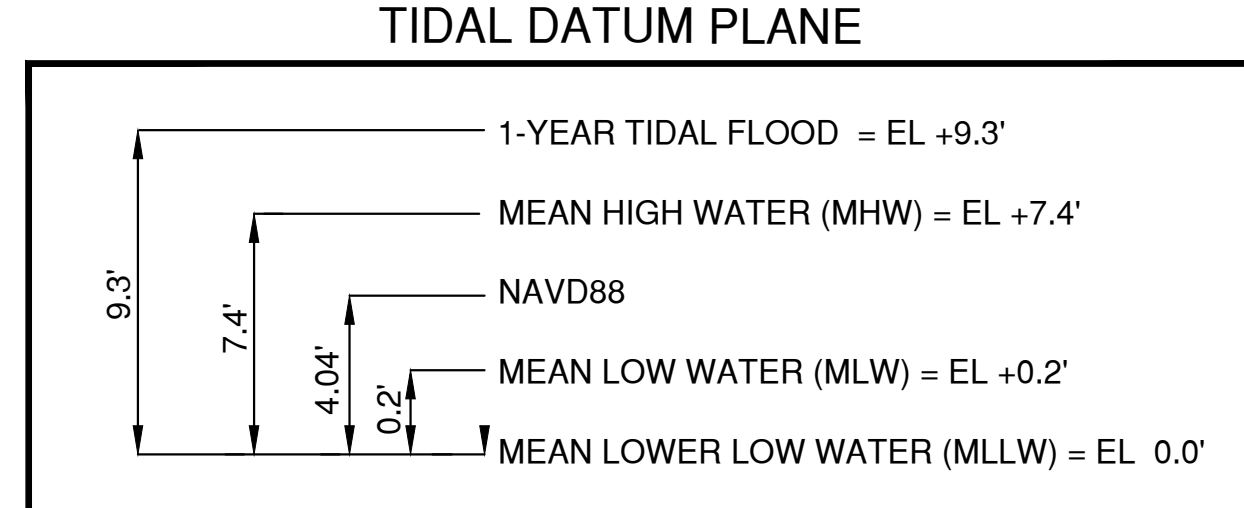 TIDAL DATUM PLANE
1-YEAR TIDAL FLOOD = EL +9.3'
MEAN HIGH WATER (MHW) = EL +7.4'
NAVD88
MEAN LOW WATER (MLW) = EL +0.2'
MEAN LOWER LOW WATER (MLLW) = EL 0.0'
9.3'
7.4'
4.04'
0.2'